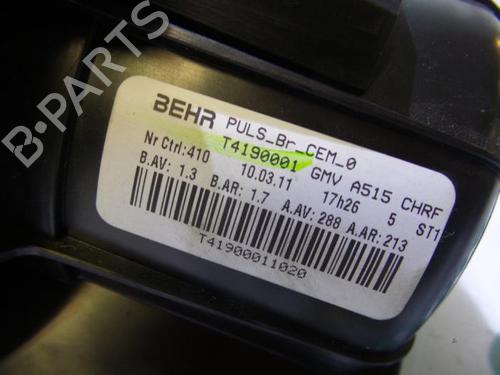 BEHR PULS_Br_CEM_0
T4190001 GMV A515 CHRF
Nr Ctrl:410 10.03.11 17h26 5 ST1
B.AV: 1.3 B.AR: 1.7 A.AV: 288 A.AR: 213
T41900011020
B-PARTS